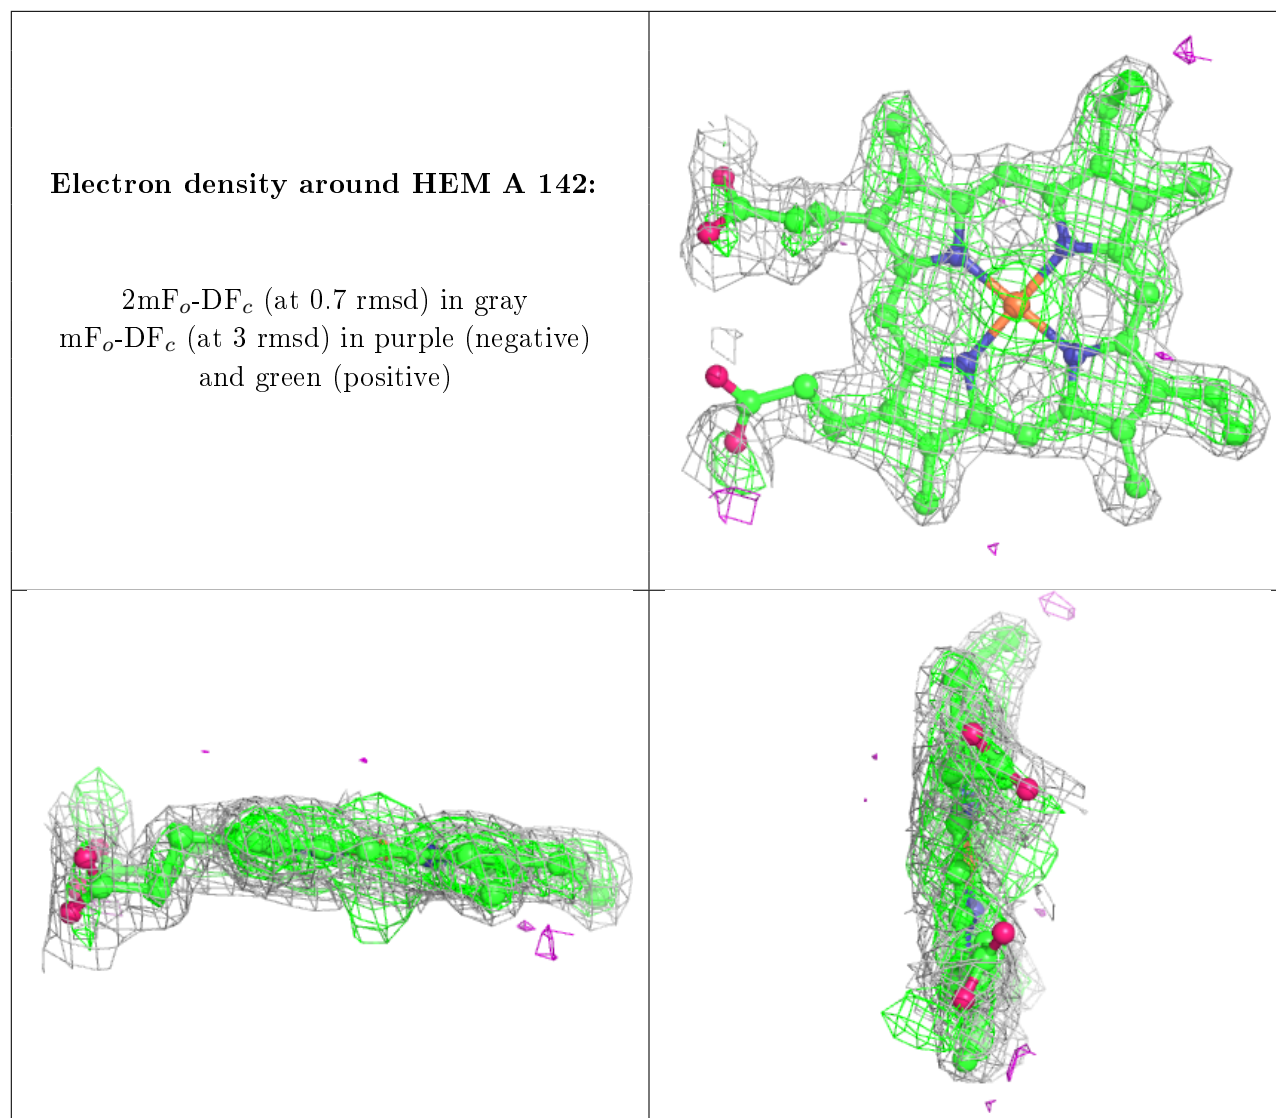 Electron density around HEM A 142:
2mFₒ-DF𝒸 (at 0.7 rmsd) in gray
mFₒ-DF𝒸 (at 3 rmsd) in purple (negative)
and green (positive)